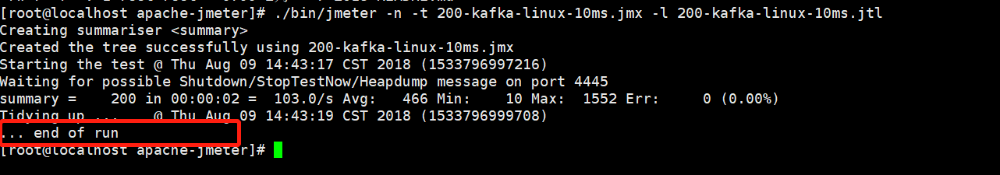 [root@localhost apache-jmeter]# ./bin/jmeter -n -t 200-kafka-linux-10ms.jmx -l 200-kafka-linux-10ms.jtl
Creating summariser <summary>
Created the tree successfully using 200-kafka-linux-10ms.jmx
Starting the test @ Thu Aug 09 14:43:17 CST 2018 (1533796997216)
Waiting for possible Shutdown/StopTestNow/Heapdump message on port 4445
summary =    200 in 00:00:02 =  103.0/s Avg:   466 Min:    10 Max:  1552 Err:     0 (0.00%)
Tidying up ...    @ Thu Aug 09 14:43:19 CST 2018 (1533796999708)
... end of run
[root@localhost apache-jmeter]#